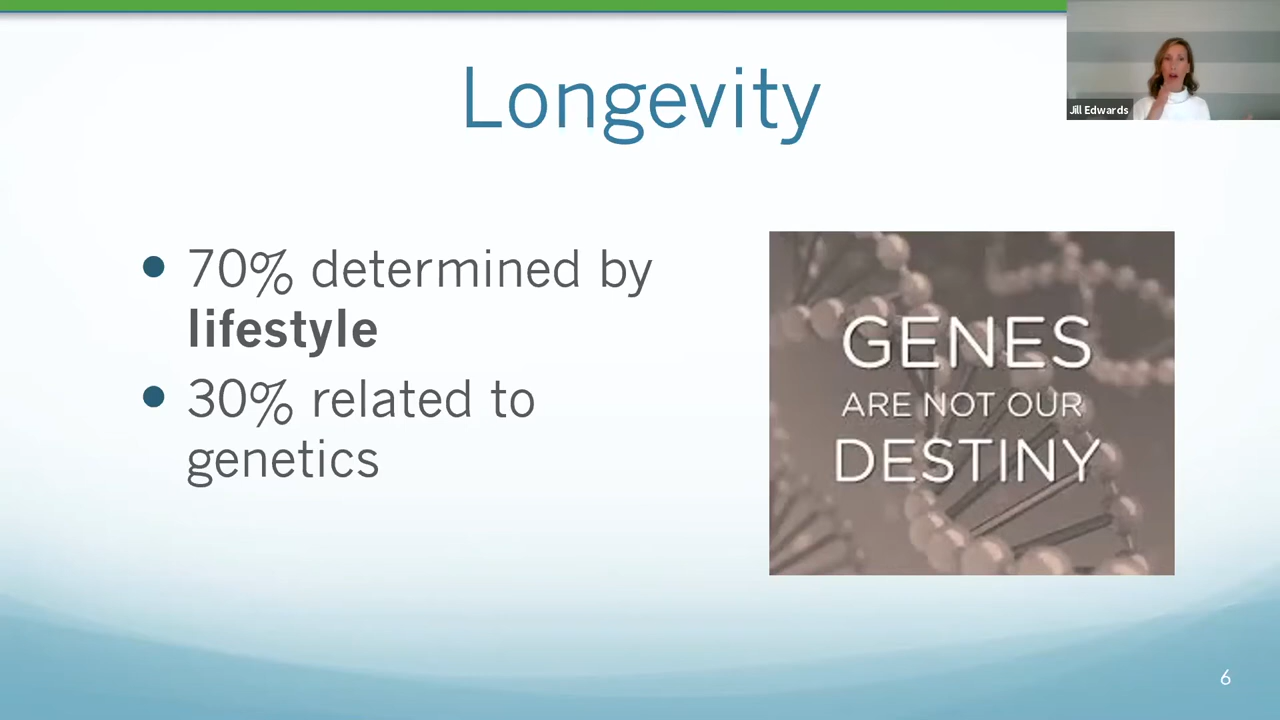 Longevity
Jill Edwards
• 70% determined by
lifestyle
• 30% related to
genetics
GENES
ARE NOT OUR
DESTINY
6